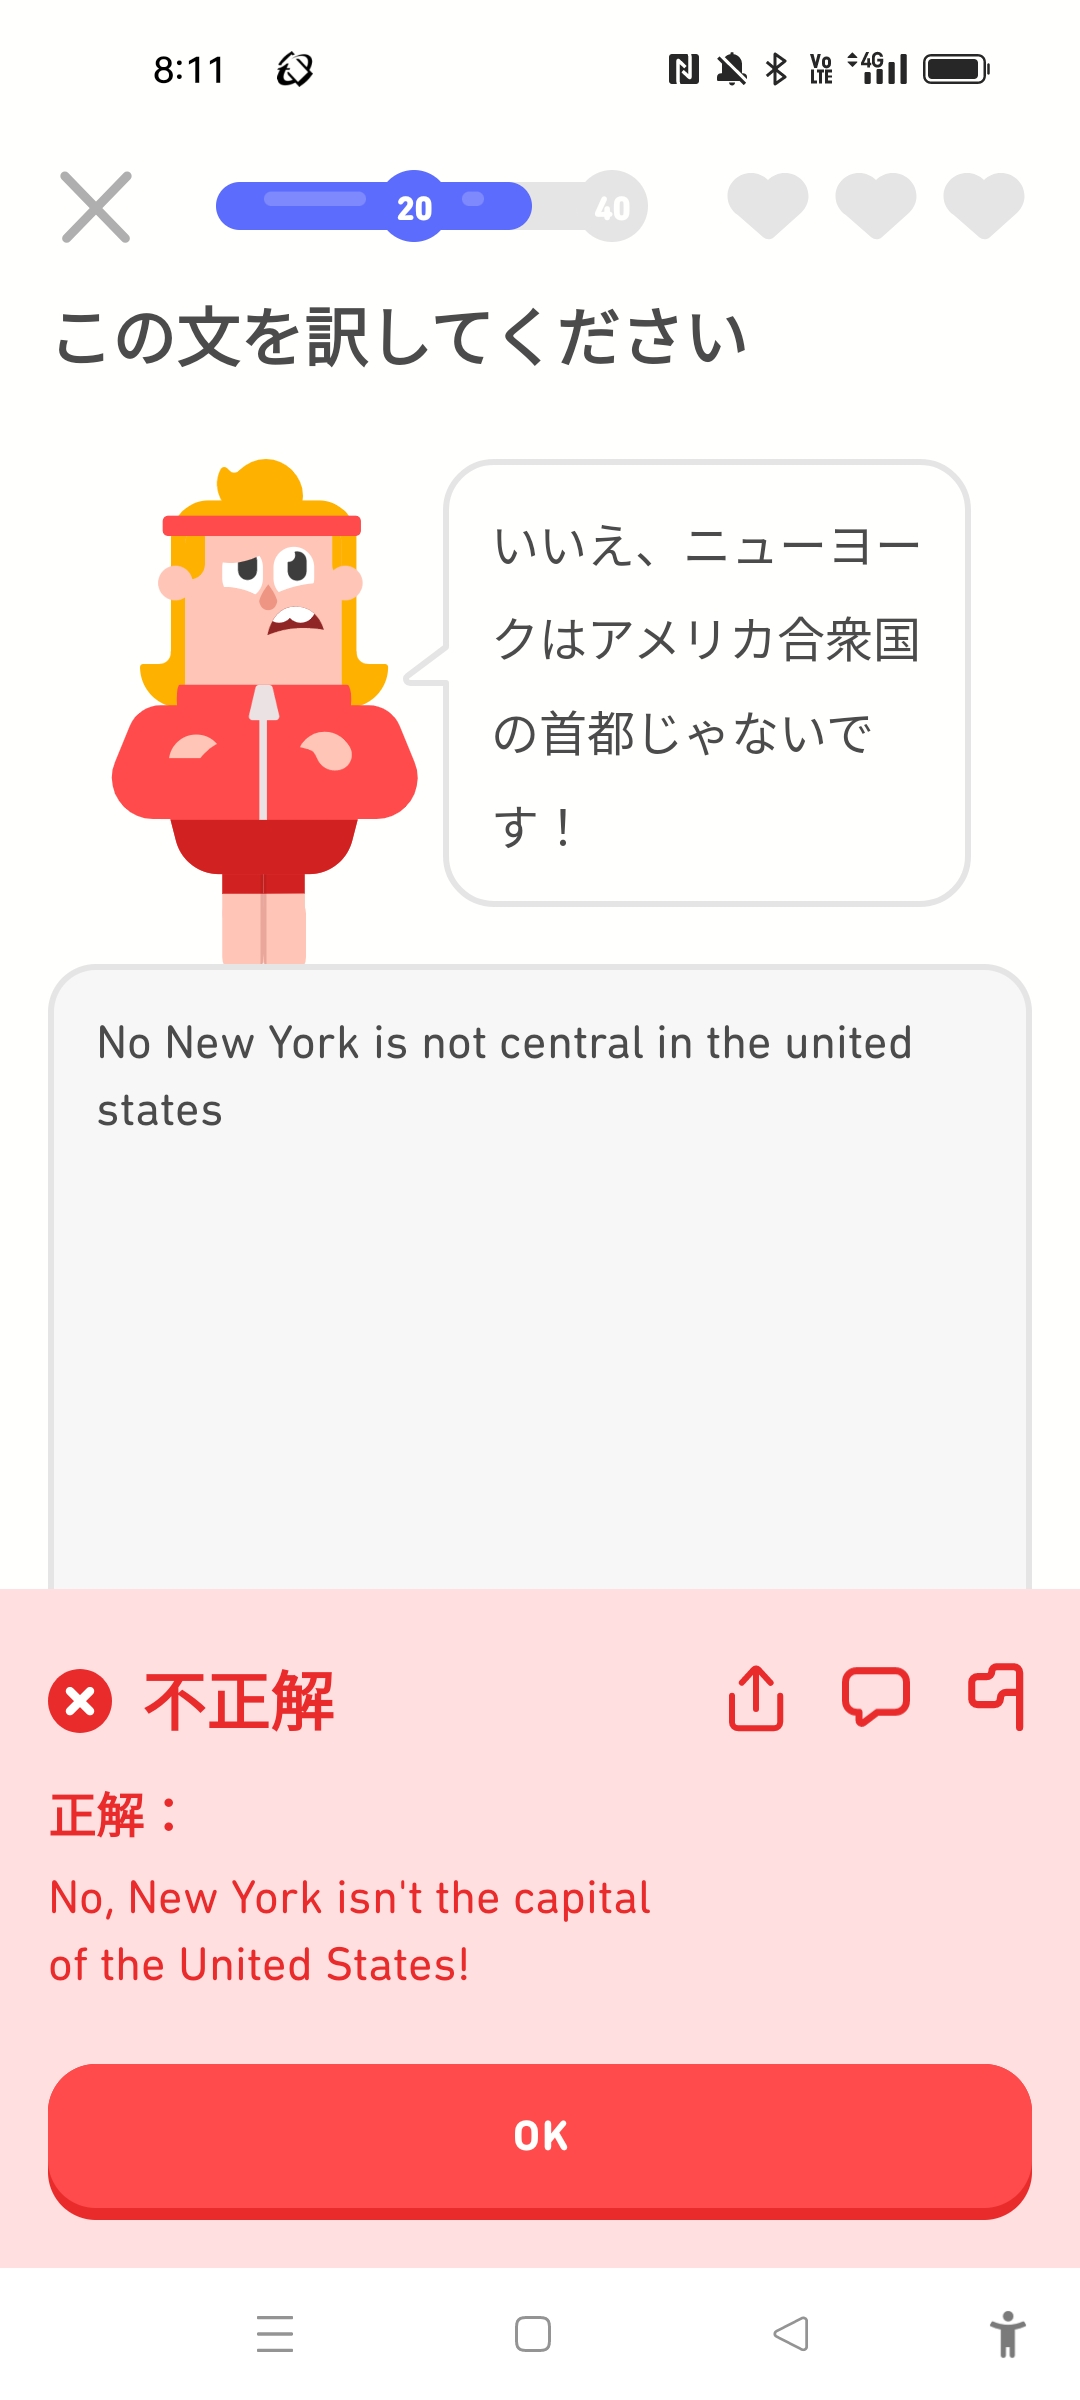 8:11
Vo LTE 4G
20 40
この文を訳してください
いいえ、ニューヨー
クはアメリカ合衆国
の首都じゃないで
す！
No New York is not central in the united
states
不正解
正解：
No, New York isn't the capital
of the United States!
OK